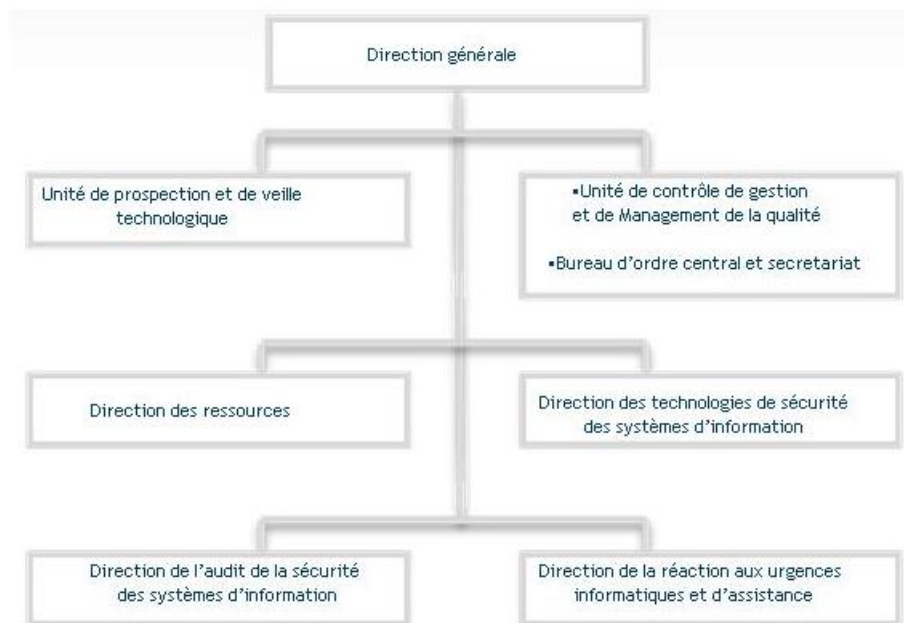 Direction générale
Unité de prospection et de veille
technologique
▪Unité de contrôle de gestion
et de Management de la qualité
▪Bureau d'ordre central et secretariat
Direction des ressources
Direction des technologies de sécurité
des systèmes d'information
Direction de l'audit de la sécurité
des systèmes d'information
Direction de la réaction aux urgences
informatiques et d'assistance